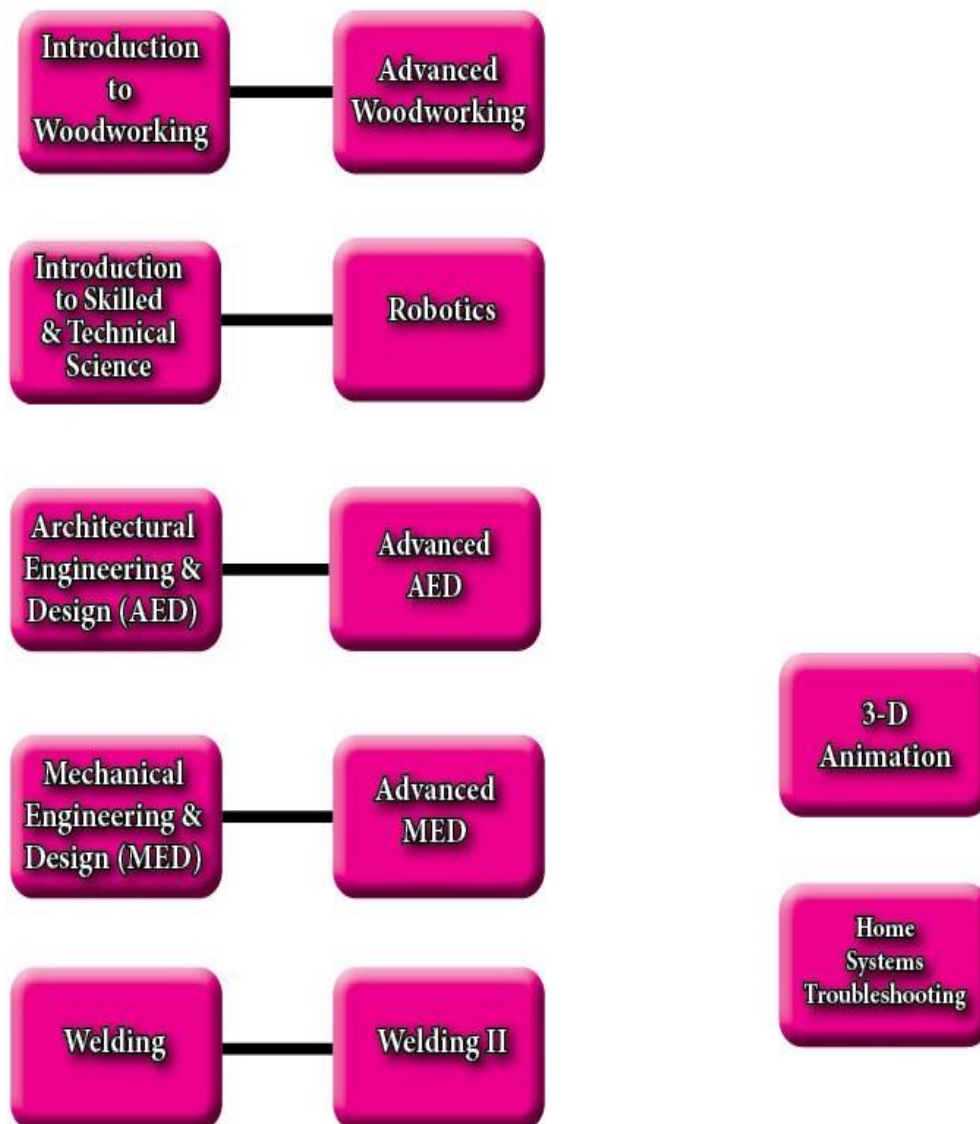 Introduction
to
Woodworking
Advanced
Woodworking
Introduction
to Skilled
& Technical
Science
Robotics
Architectural
Engineering &
Design (AED)
Advanced
AED
3-D
Animation
Mechanical
Engineering &
Design (MED)
Advanced
MED
Home
Systems
Troubleshooting
Welding
Welding II